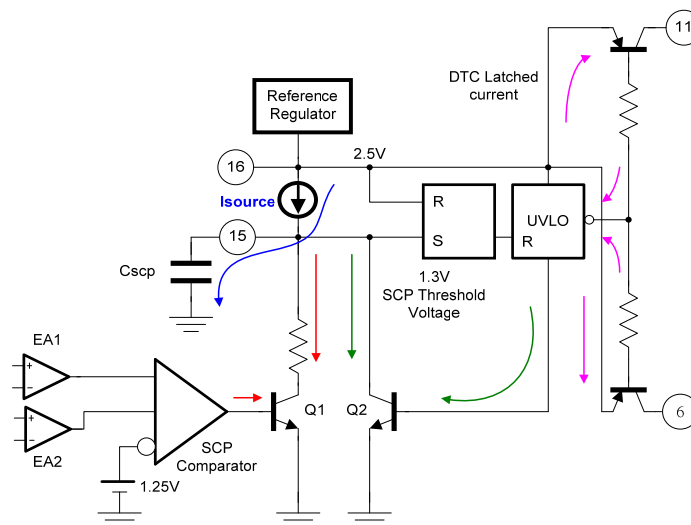 11
DTC Latched
current
Reference
Regulator
16
2.5V
Isource
R
UVLO
15
S
R
Cscp
1.3V
SCP Threshold
Voltage
EA1
+
−
Q1
Q2
6
+
−
EA2
SCP
Comparator
1.25V